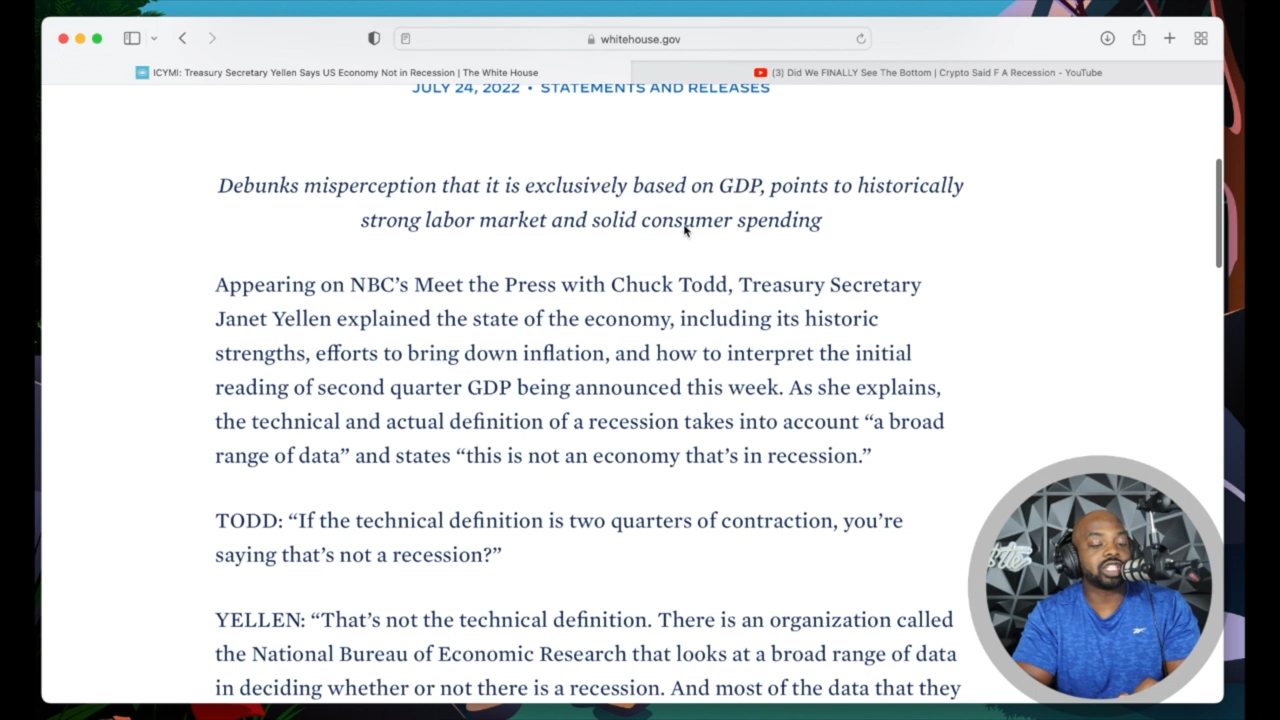 whitehouse.gov
ICYMI: Treasury Secretary Yellen Says US Economy Not in Recession | The White House
(3) Did We FINALLY See The Bottom | Crypto Said F A Recession - YouTube
JULY 24, 2022 • STATEMENTS AND RELEASES
Debunks misperception that it is exclusively based on GDP, points to historically
strong labor market and solid consumer spending
Appearing on NBC’s Meet the Press with Chuck Todd, Treasury Secretary
Janet Yellen explained the state of the economy, including its historic
strengths, efforts to bring down inflation, and how to interpret the initial
reading of second quarter GDP being announced this week. As she explains,
the technical and actual definition of a recession takes into account “a broad
range of data” and states “this is not an economy that’s in recession.”
TODD: “If the technical definition is two quarters of contraction, you’re
saying that’s not a recession?”
YELLEN: “That’s not the technical definition. There is an organization called
the National Bureau of Economic Research that looks at a broad range of data
in deciding whether or not there is a recession. And most of the data that they